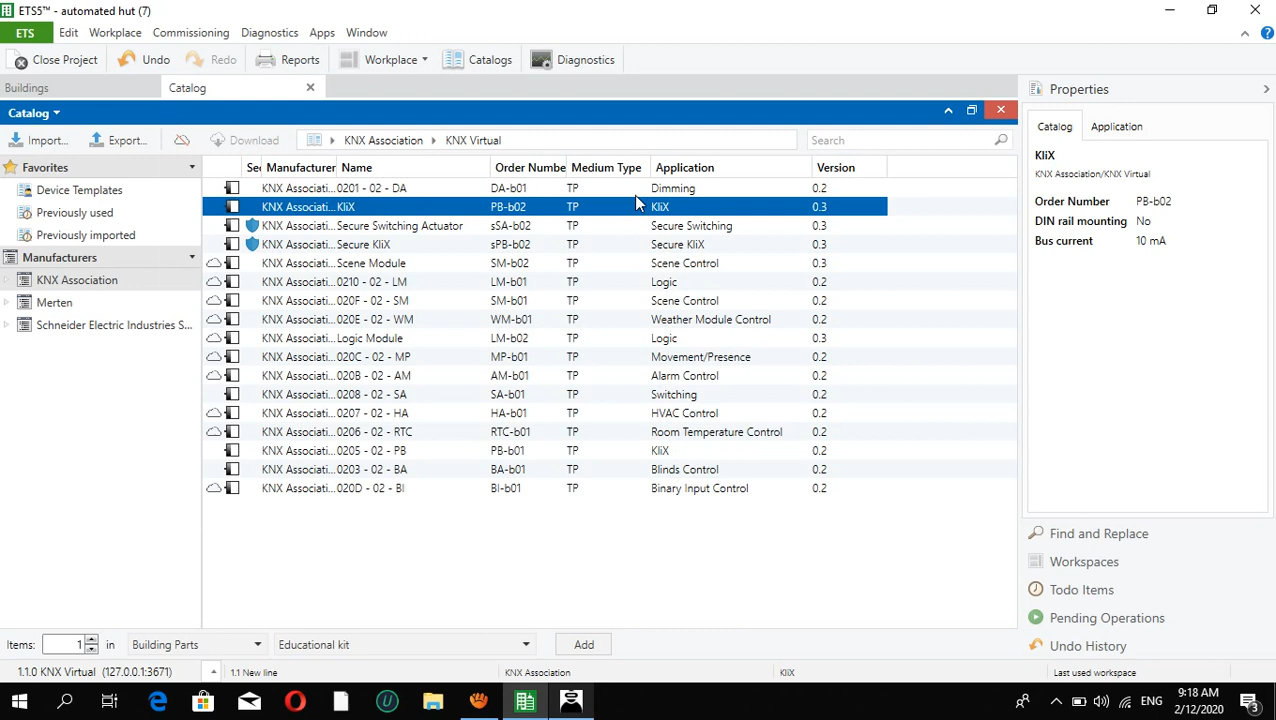 ETS5™ - automated hut (7)
ETS Edit Workplace Commissioning Diagnostics Apps Window
Close Project Undo Redo Reports Workplace Catalogs Diagnostics
Buildings Catalog
Catalog
Import... Export... Download KNX Association KNX Virtual Search
Favorites
Device Templates
Previously used
Previously imported
Manufacturers
KNX Association
Merten
Schneider Electric Industries S...
Sec Manufacturer Name Order Numbe Medium Type Application Version
KNX Associati... 0201 - 02 - DA DA-b01 TP Dimming 0.2
KNX Associati... KliX PB-b02 TP KliX 0.3
KNX Associati... Secure Switching Actuator sSA-b02 TP Secure Switching 0.3
KNX Associati... Secure KliX sPB-b02 TP Secure KliX 0.3
KNX Associati... Scene Module SM-b02 TP Scene Control 0.3
KNX Associati... 0210 - 02 - LM LM-b01 TP Logic 0.2
KNX Associati... 020F - 02 - SM SM-b01 TP Scene Control 0.2
KNX Associati... 020E - 02 - WM WM-b01 TP Weather Module Control 0.2
KNX Associati... Logic Module LM-b02 TP Logic 0.3
KNX Associati... 020C - 02 - MP MP-b01 TP Movement/Presence 0.2
KNX Associati... 020B - 02 - AM AM-b01 TP Alarm Control 0.2
KNX Associati... 0208 - 02 - SA SA-b01 TP Switching 0.2
KNX Associati... 0207 - 02 - HA HA-b01 TP HVAC Control 0.2
KNX Associati... 0206 - 02 - RTC RTC-b01 TP Room Temperature Control 0.2
KNX Associati... 0205 - 02 - PB PB-b01 TP KliX 0.2
KNX Associati... 0203 - 02 - BA BA-b01 TP Blinds Control 0.2
KNX Associati... 020D - 02 - BI BI-b01 TP Binary Input Control 0.2
Properties
Catalog Application
KliX
KNX Association/KNX Virtual
Order Number PB-b02
DIN rail mounting No
Bus current 10 mA
Find and Replace
Workspaces
Todo Items
Pending Operations
Undo History
Items: 1 in Building Parts Educational kit Add
1.1.0 KNX Virtual (127.0.0.1:3671) 1.1 New line KNX Association KliX Last used workspace
ENG 9:18 AM
2/12/2020 3